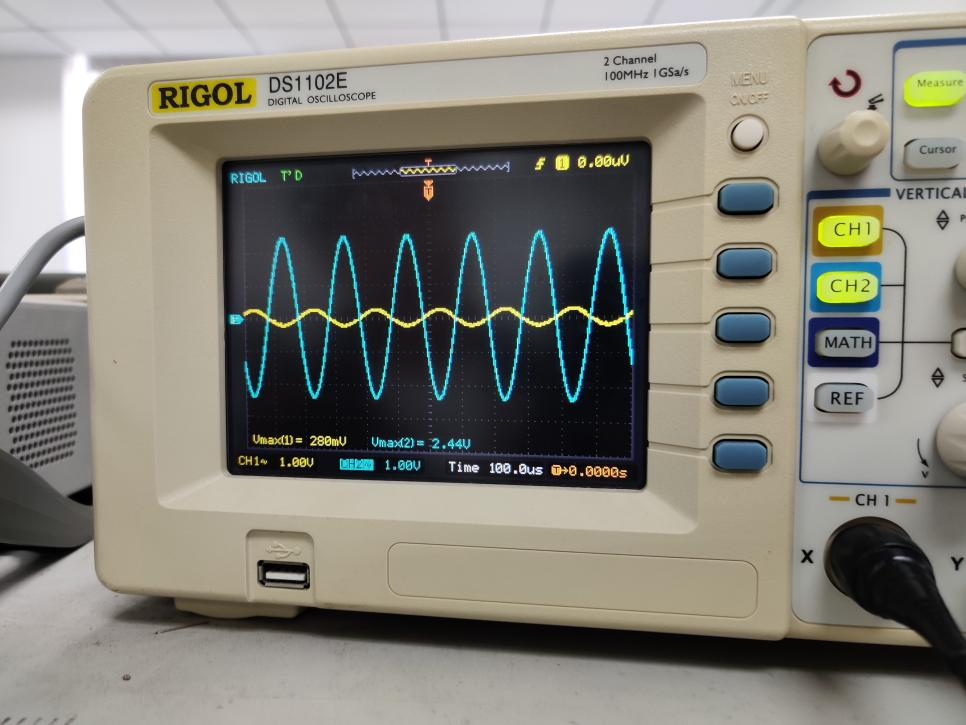 RIGOL DS1102E
DIGITAL OSCILLOSCOPE
2 Channel
100MHz 1GSa/s
MENU
ON/OFF
Measure
Cursor
VERTICAL
CH1
CH2
MATH
REF
CH 1
X
Y
RIGOL T'D
T
T
1 0.00uV
Vmax(1)= 280mV Vmax(2)= 2.44V
CH1~ 1.00V CH2~ 1.00V Time 100.0us T→0.0000s